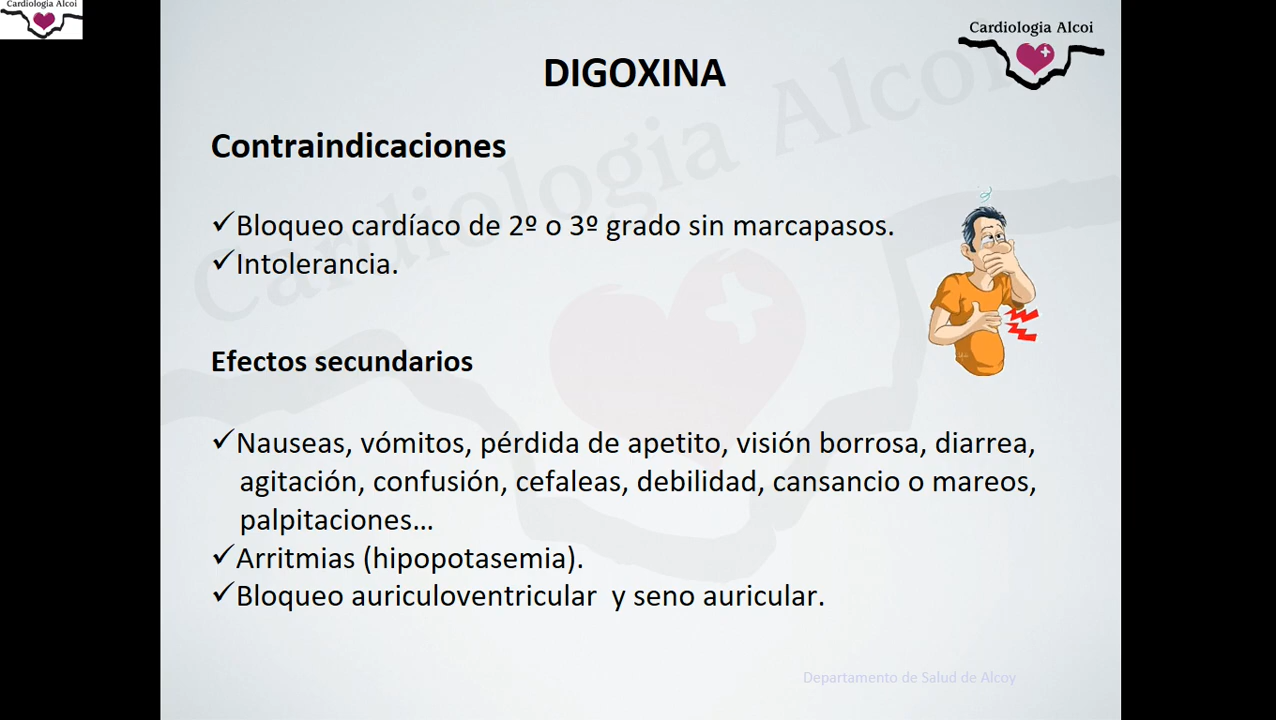 Cardiologia Alcoi
Cardiologia Alcoi
DIGOXINA
Cardiologia Alcoi
Contraindicaciones
✓Bloqueo cardíaco de 2º o 3º grado sin marcapasos.
✓Intolerancia.
Efectos secundarios
✓Nauseas, vómitos, pérdida de apetito, visión borrosa, diarrea,
agitación, confusión, cefaleas, debilidad, cansancio o mareos,
palpitaciones...
✓Arritmias (hipopotasemia).
✓Bloqueo auriculoventricular y seno auricular.
Departamento de Salud de Alcoy